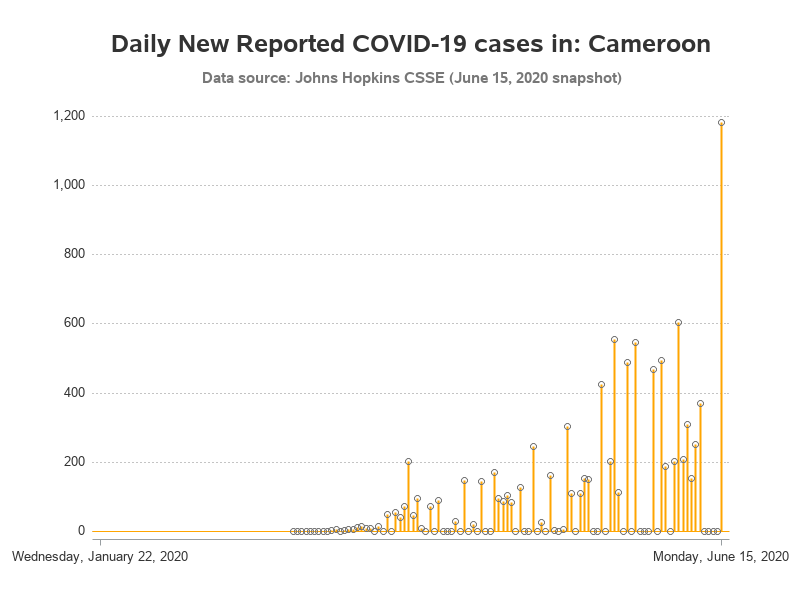 Daily New Reported COVID-19 cases in: Cameroon
Data source: Johns Hopkins CSSE (June 15, 2020 snapshot)
1,200
1,000
800
600
400
200
0
Wednesday, January 22, 2020
Monday, June 15, 2020